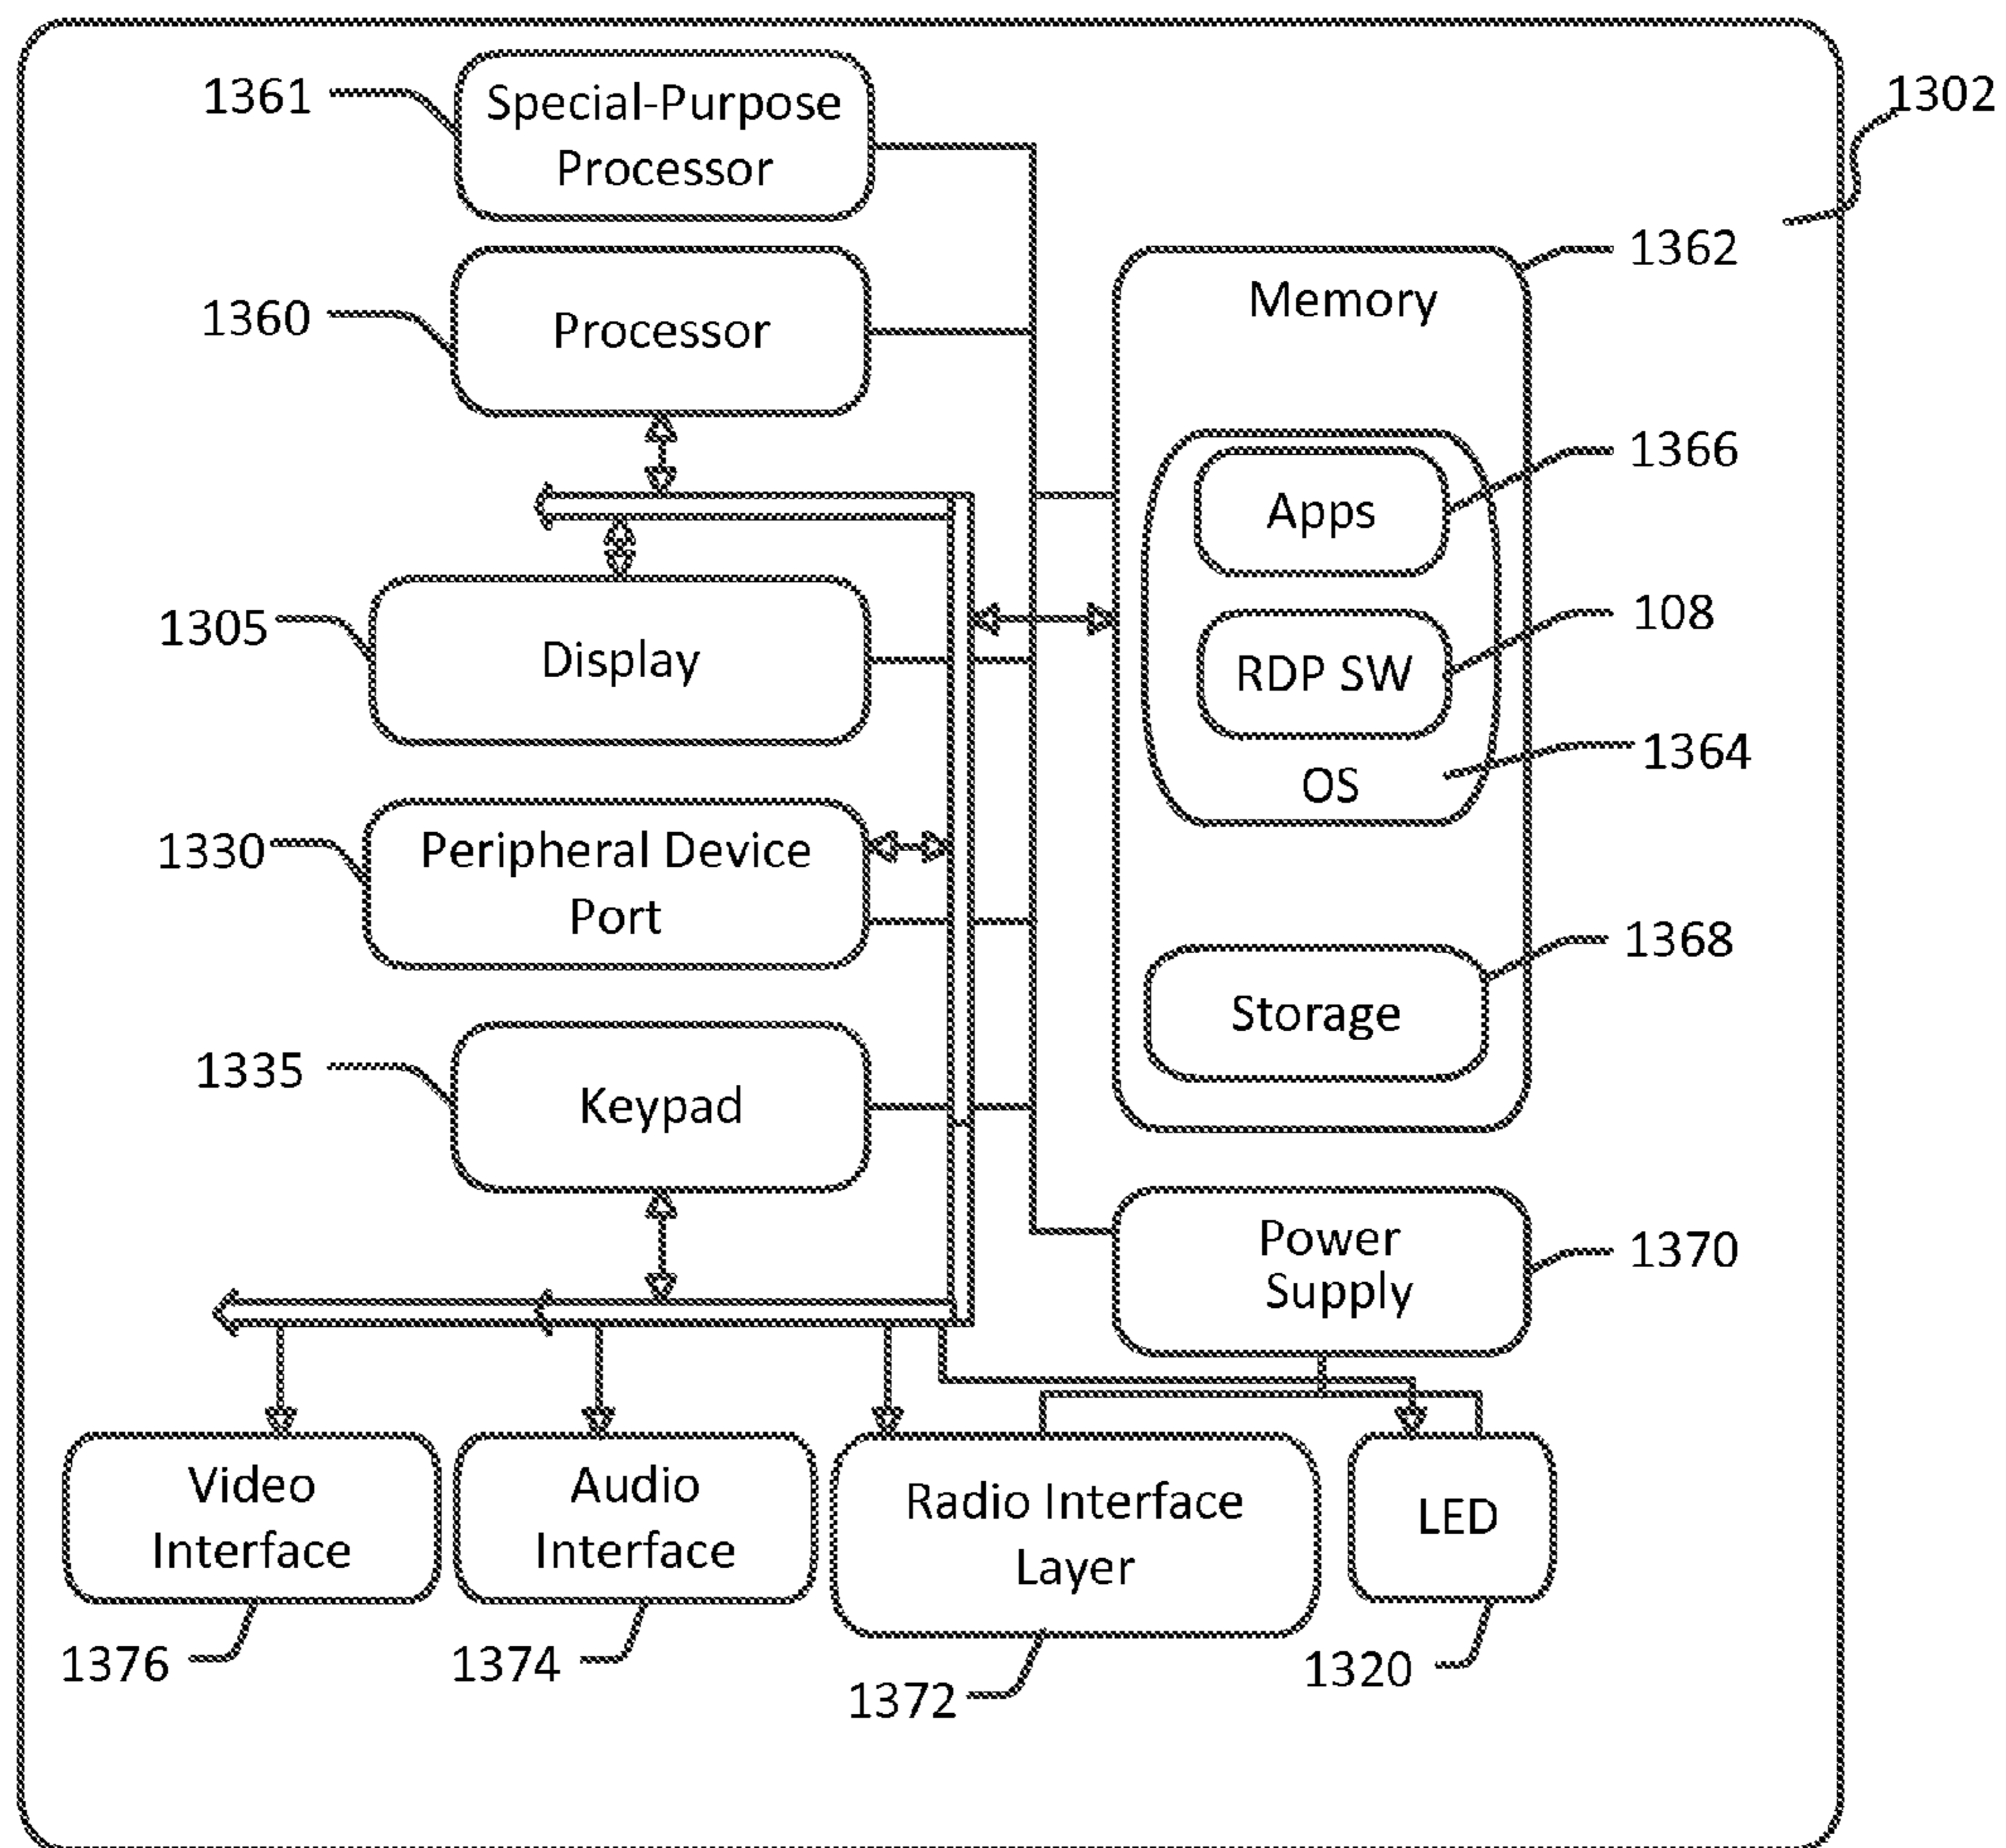 1361
Special-Purpose
Processor
1302
1362
Memory
1360
Processor
1366
Apps
108
RDP SW
1305
Display
1364
OS
1330
Peripheral Device
Port
1368
Storage
1335
Keypad
Power
Supply
1370
Video
Interface
Audio
Interface
Radio Interface
Layer
LED
1376
1374
1372
1320